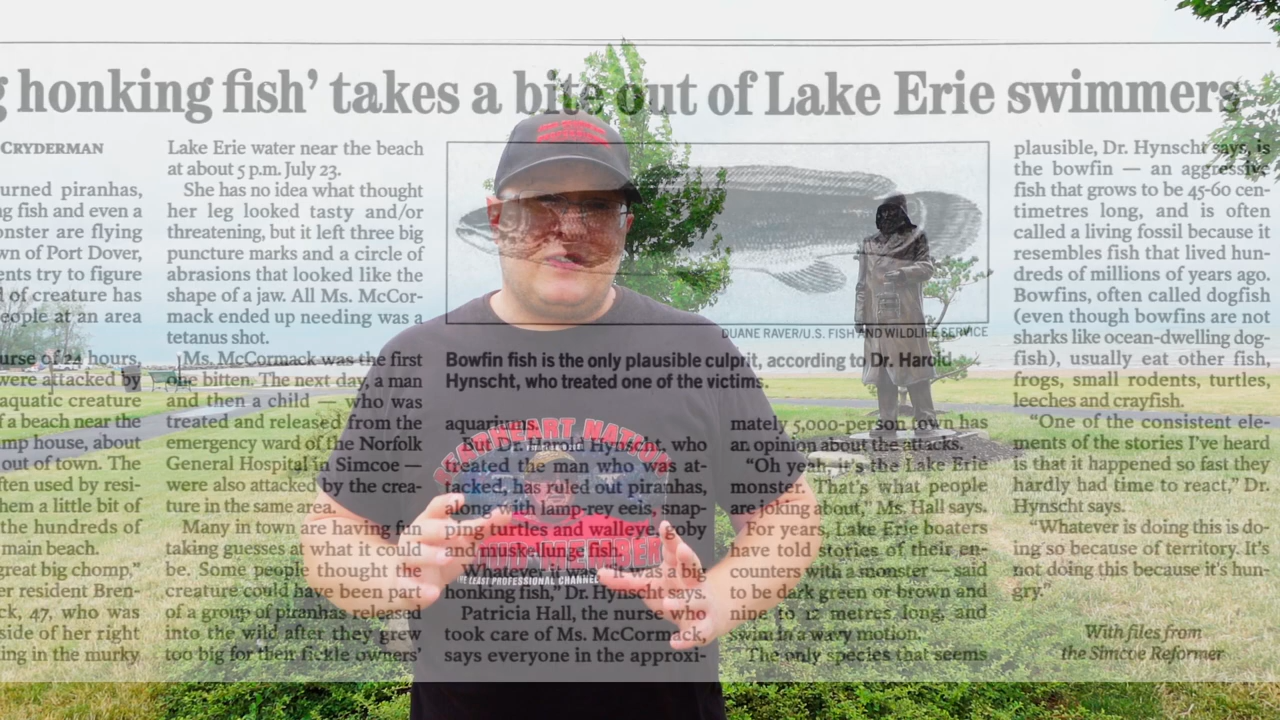 honking fish’ takes a bite out of Lake Erie swimmers
CRYDERMAN
urned piranhas,
g fish and even a
onster are flying
wn of Port Dover,
ents try to figure
of creature has
eople at an area
urse of 24 hours,
were attacked by
aquatic creature
f a beach near the
mp house, about
out of town. The
ften used by resi-
hem a little bit of
the hundreds of
main beach.
great big chomp,”
er resident Bren-
ck, 47, who was
side of her right
ing in the murky
Lake Erie water near the beach
at about 5 p.m. July 23.
She has no idea what thought
her leg looked tasty and/or
threatening, but it left three big
puncture marks and a circle of
abrasions that looked like the
shape of a jaw. All Ms. McCor-
mack ended up needing was a
tetanus shot.
Ms. McCormack was the first
one bitten. The next day, a man
and then a child — who was
treated and released from the
emergency ward of the Norfolk
General Hospital in Simcoe —
were also attacked by the crea-
ture in the same area.
Many in town are having fun
taking guesses at what it could
be. Some people thought the
creature could have been part
of a group of piranhas released
into the wild after they grew
too big for their fickle owners’
DUANE RAVER/U.S. FISH AND WILDLIFE SERVICE
Bowfin fish is the only plausible culprit, according to Dr. Harold
Hynscht, who treated one of the victims.
aquariums.
But Dr. Harold Hynscht, who
treated the man who was at-
tacked, has ruled out piranhas,
along with lamp-rey eels, snap-
ping turtles and walleye, goby
and muskellunge fish.
“Whatever it was, it was a big
honking fish,” Dr. Hynscht says.
Patricia Hall, the nurse who
took care of Ms. McCormack,
says everyone in the approxi-
mately 5,000-person town has
an opinion about the attacks.
“Oh yeah, it’s the Lake Erie
monster. That’s what people
are joking about,” Ms. Hall says.
For years, Lake Erie boaters
have told stories of their en-
counters with a monster — said
to be dark green or brown and
nine to 12 metres long, and
swim in a wavy motion.
The only species that seems
plausible, Dr. Hynscht says, is
the bowfin — an aggressive
fish that grows to be 45-60 cen-
timetres long, and is often
called a living fossil because it
resembles fish that lived hun-
dreds of millions of years ago.
Bowfins, often called dogfish
(even though bowfins are not
sharks like ocean-dwelling dog-
fish), usually eat other fish,
frogs, small rodents, turtles,
leeches and crayfish.
“One of the consistent ele-
ments of the stories I’ve heard
is that it happened so fast they
hardly had time to react,” Dr.
Hynscht says.
“Whatever is doing this is do-
ing so because of territory. It’s
not doing this because it’s hun-
gry.”
With files from
the Simcoe Reformer
NATION
MEMBER
LEAST PROFESSIONAL CHANNEL